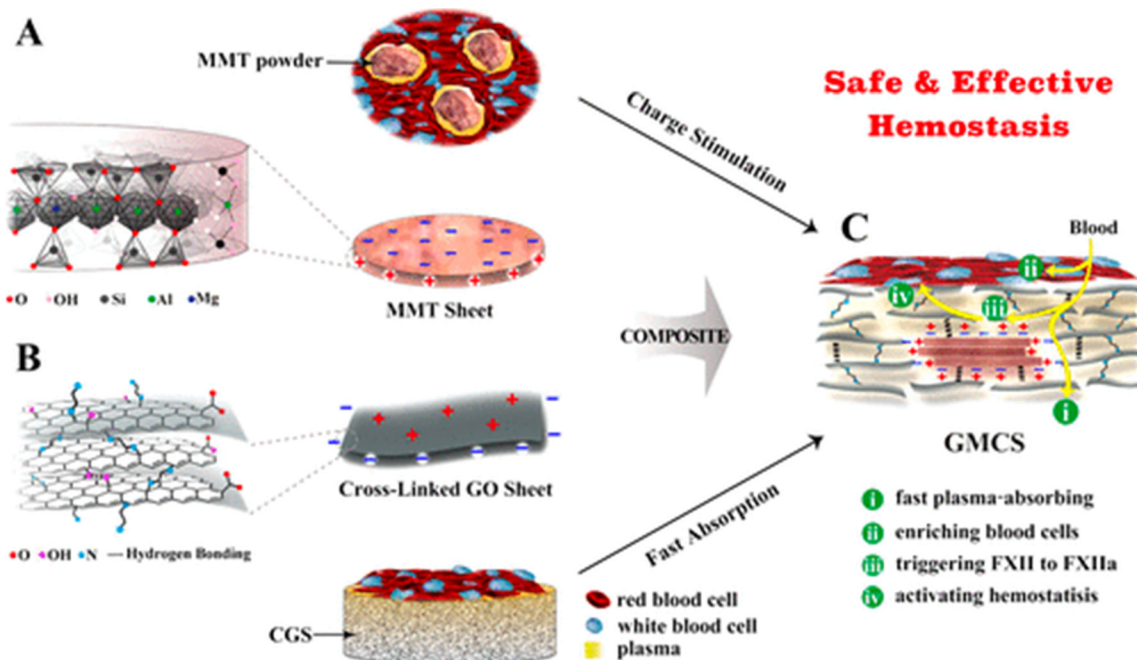 A
MMT powder
O OH Si Al Mg
MMT Sheet
B
Cross-Linked GO Sheet
O OH N Hydrogen Bonding
CGS
red blood cell
white blood cell
plasma
Charge Stimulation
COMPOSITE
Fast Absorption
Safe & Effective
Hemostasis
C
Blood
ii
iv
iii
i
GMCS
i fast plasma-absorbing
ii enriching blood cells
iii triggering FXII to FXIIa
iv activating hemostatisis